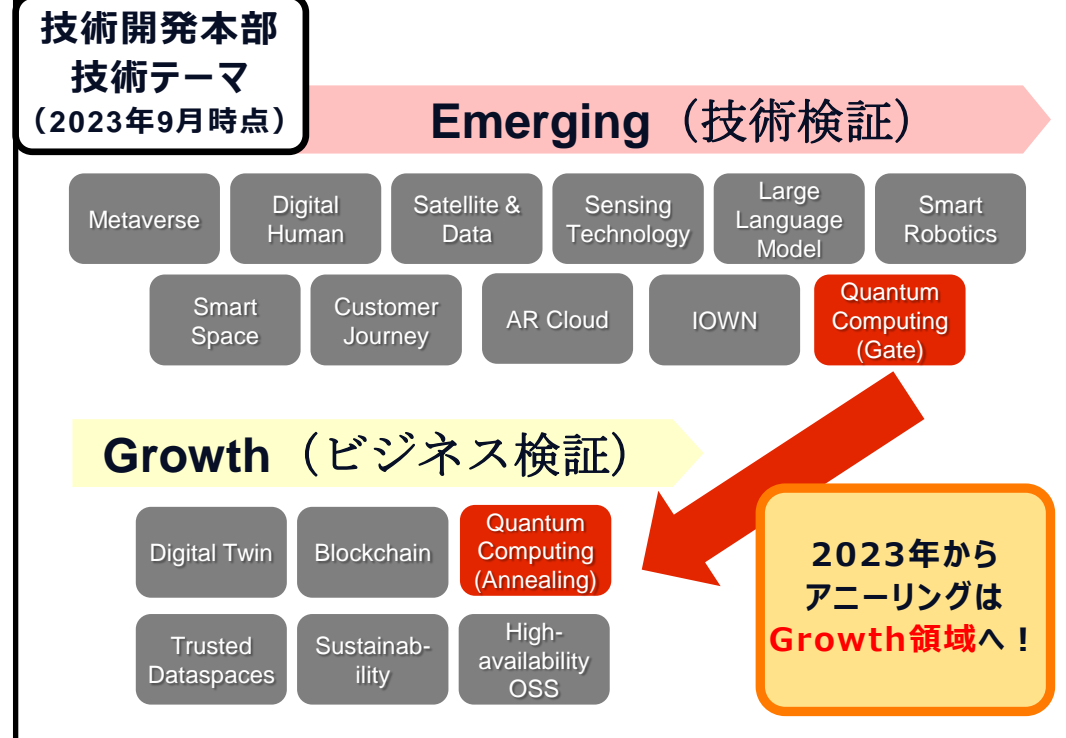 技術開発本部
技術テーマ
（2023年9月時点）
Emerging（技術検証）
Metaverse
Digital
Human
Satellite &
Data
Sensing
Technology
Large
Language
Model
Smart
Robotics
Smart
Space
Customer
Journey
AR Cloud
IOWN
Quantum
Computing
(Gate)
Growth（ビジネス検証）
Digital Twin
Blockchain
Quantum
Computing
(Annealing)
Trusted
Dataspaces
Sustainab-
ility
High-
availability
OSS
2023年から
アニーリングは
Growth領域へ！